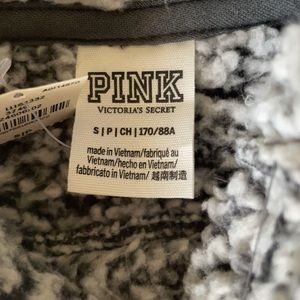 PINK
VICTORIA'S SECRET
S | P | CH | 170/88A
made in Vietnam/fabriqué au
Vietnam/hecho en Vietnam/
fabbricato in Vietnam/ 越南制造